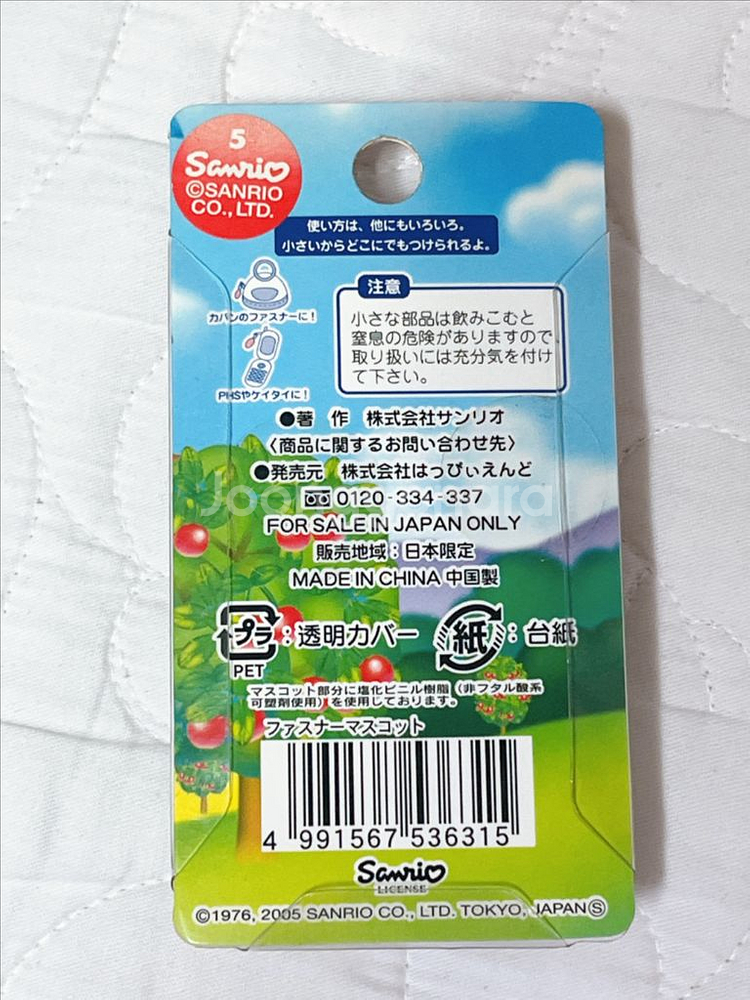 5
Sanrio
©SANRIO
CO., LTD.
使い方は、他にもいろいろ。
小さいからどこにでもつけられるよ。
カバンのファスナーに!
PHSやケイタイに!
注意
小さな部品は飲みこむと
窒息の危険がありますので
取り扱いには充分気を付け
て下さい。
●著 作 株式会社サンリオ
〈商品に関するお問い合わせ先〉
●発売元 株式会社はっぴぃえんど
0120-334-337
Joonggonara
FOR SALE IN JAPAN ONLY
販売地域:日本限定
MADE IN CHINA 中国製
プラ:透明カバー
PET
紙:台紙
マスコット部分に塩化ビニル樹脂(非フタル酸系
可塑剤使用)を使用しております。
ファスナーマスコット
4 991567 536315
Sanrio
LICENSE
©1976, 2005 SANRIO CO., LTD. TOKYO, JAPAN Ⓢ